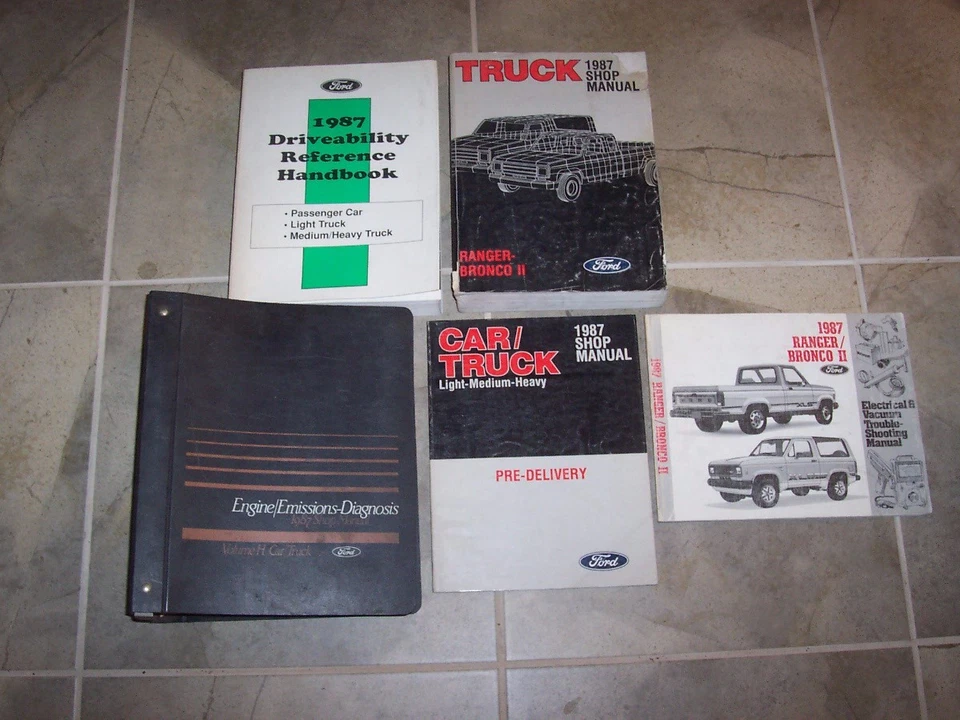 Ford
1987
Driveability
Reference
Handbook
• Passenger Car
• Light Truck
• Medium/Heavy Truck
TRUCK
1987
SHOP
MANUAL
RANGER-
BRONCO II
Ford
Engine/Emissions-Diagnosis
1987 Shop Manual
Volume H Car Truck
Ford
CAR/
TRUCK
Light-Medium-Heavy
1987
SHOP
MANUAL
PRE-DELIVERY
Ford
1987 RANGER/BRONCO II
1987
RANGER/
BRONCO II
Ford
Electrical &
Vacuum
Trouble-
Shooting
Manual